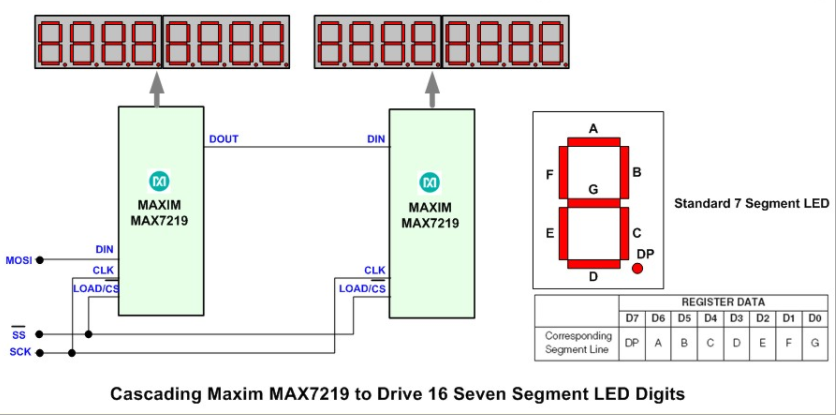 DOUT
DIN
MAXIM
MAX7219
MAXIM
MAX7219
DIN
MOSI
CLK
LOAD/CS
CLK
LOAD/CS
SS
SCK
A
F
B
G
E
C
DP
D
Standard 7 Segment LED
REGISTER DATA
D7 D6 D5 D4 D3 D2 D1 D0
Corresponding
Segment Line
DP A B C D E F G
Cascading Maxim MAX7219 to Drive 16 Seven Segment LED Digits